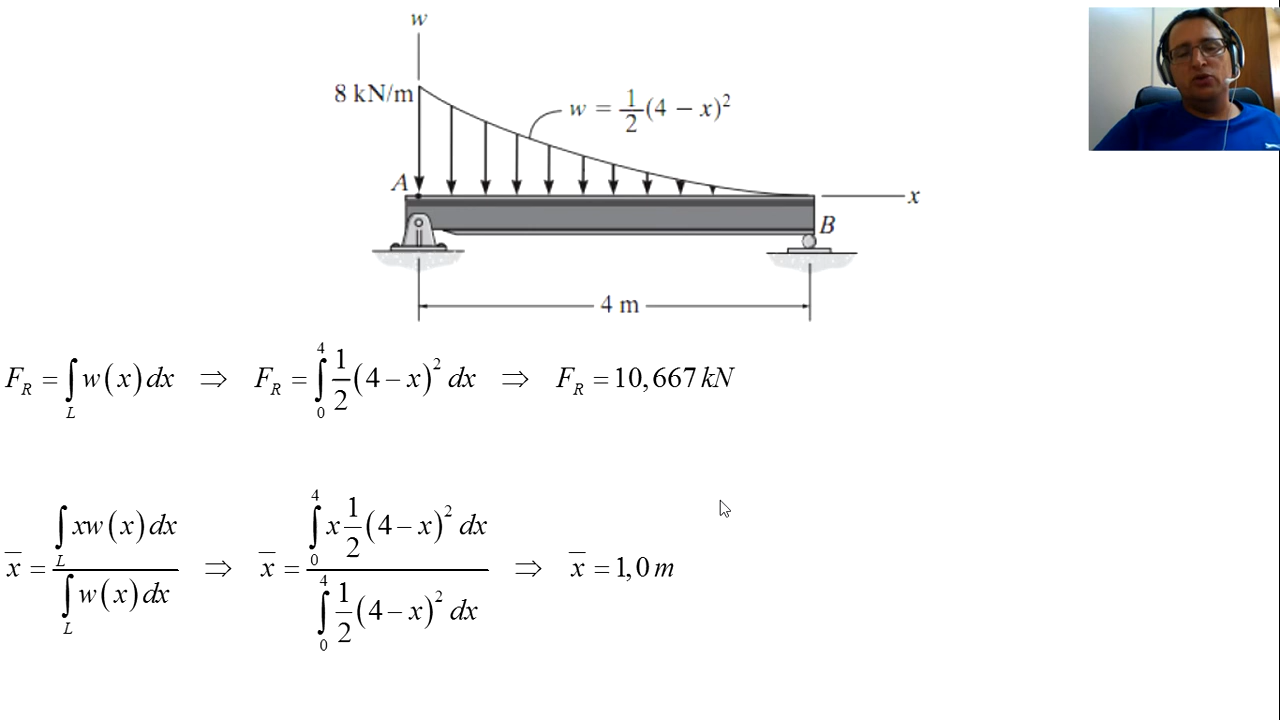 w
8 kN/m
w = 1/2(4 − x)²
A
x
B
4 m
F_R = ∫_L w(x)dx ⇒ F_R = ∫_0^4 1/2(4−x)² dx ⇒ F_R = 10,667 kN
x̄ = ∫_L xw(x)dx / ∫_L w(x)dx ⇒ x̄ = ∫_0^4 x 1/2(4−x)² dx / ∫_0^4 1/2(4−x)² dx ⇒ x̄ = 1,0 m